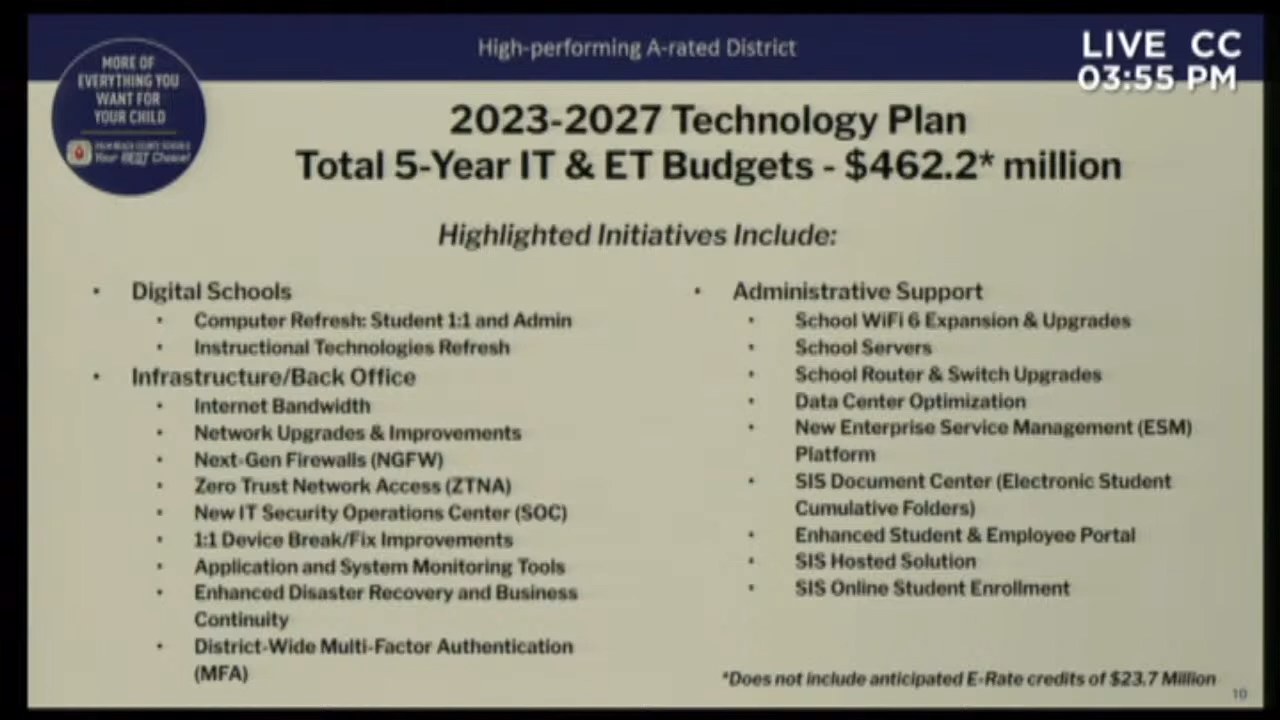 High-performing A-rated District
LIVE CC
03:55 PM
MORE OF
EVERYTHING YOU
WANT FOR
YOUR CHILD
PALM BEACH COUNTY SCHOOLS
Your BEST Choice!
2023-2027 Technology Plan
Total 5-Year IT & ET Budgets - $462.2* million
Highlighted Initiatives Include:
• Digital Schools
• Computer Refresh: Student 1:1 and Admin
• Instructional Technologies Refresh
• Infrastructure/Back Office
• Internet Bandwidth
• Network Upgrades & Improvements
• Next-Gen Firewalls (NGFW)
• Zero Trust Network Access (ZTNA)
• New IT Security Operations Center (SOC)
• 1:1 Device Break/Fix Improvements
• Application and System Monitoring Tools
• Enhanced Disaster Recovery and Business
Continuity
• District-Wide Multi-Factor Authentication
(MFA)
• Administrative Support
• School WiFi 6 Expansion & Upgrades
• School Servers
• School Router & Switch Upgrades
• Data Center Optimization
• New Enterprise Service Management (ESM)
Platform
• SIS Document Center (Electronic Student
Cumulative Folders)
• Enhanced Student & Employee Portal
• SIS Hosted Solution
• SIS Online Student Enrollment
*Does not include anticipated E-Rate credits of $23.7 Million
10